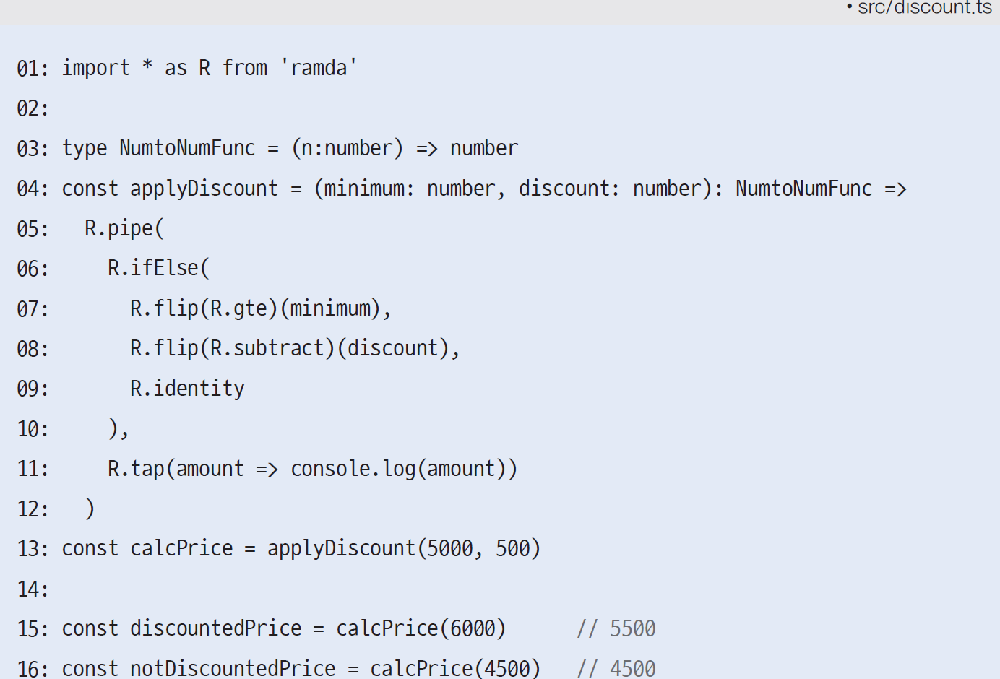 • src/discount.ts
01: import * as R from 'ramda'
02:
03: type NumtoNumFunc = (n:number) => number
04: const applyDiscount = (minimum: number, discount: number): NumtoNumFunc =>
05:   R.pipe(
06:     R.ifElse(
07:       R.flip(R.gte)(minimum),
08:       R.flip(R.subtract)(discount),
09:       R.identity
10:     ),
11:     R.tap(amount => console.log(amount))
12:   )
13: const calcPrice = applyDiscount(5000, 500)
14:
15: const discountedPrice = calcPrice(6000)      // 5500
16: const notDiscountedPrice = calcPrice(4500)   // 4500